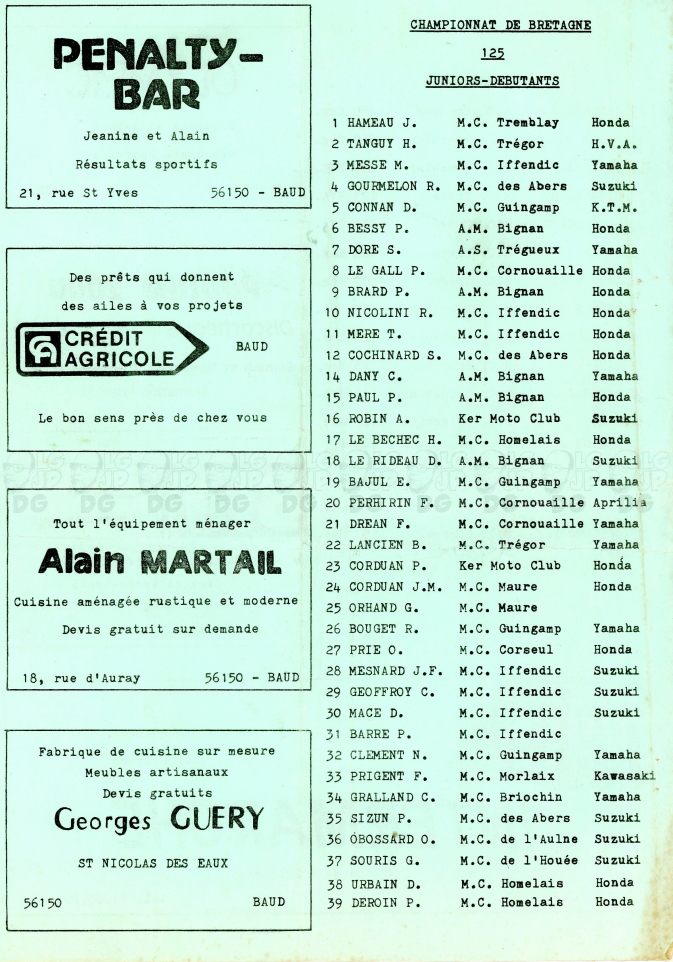 PENALTY-
BAR
Jeanine et Alain
Résultats sportifs
21, rue St Yves 56150 - BAUD
Des prêts qui donnent
des ailes à vos projets
CRÉDIT
AGRICOLE
BAUD
Le bon sens près de chez vous
Tout l'équipement ménager
Alain MARTAIL
Cuisine aménagée rustique et moderne
Devis gratuit sur demande
18, rue d'Auray 56150 - BAUD
Fabrique de cuisine sur mesure
Meubles artisanaux
Devis gratuits
Georges GUERY
ST NICOLAS DES EAUX
56150 BAUD
CHAMPIONNAT DE BRETAGNE
125
JUNIORS-DEBUTANTS
1 HAMEAU J. M.C. Tremblay Honda
2 TANGUY H. M.C. Trégor H.V.A.
3 MESSE M. M.C. Iffendic Yamaha
4 GOURMELON R. M.C. des Abers Suzuki
5 CONNAN D. M.C. Guingamp K.T.M.
6 BESSY P. A.M. Bignan Honda
7 DORE S. A.S. Trégueux Yamaha
8 LE GALL P. M.C. Cornouaille Honda
9 BRARD P. A.M. Bignan Honda
10 NICOLINI R. M.C. Iffendic Honda
11 MERE T. M.C. Iffendic Honda
12 COCHINARD S. M.C. des Abers Honda
14 DANY C. A.M. Bignan Yamaha
15 PAUL P. A.M. Bignan Honda
16 ROBIN A. Ker Moto Club Suzuki
17 LE BECHEC H. M.C. Homelais Honda
18 LE RIDEAU D. A.M. Bignan Suzuki
19 BAJUL E. M.C. Guingamp Yamaha
20 PERHIRIN F. M.C. Cornouaille Aprilia
21 DREAN F. M.C. Cornouaille Yamaha
22 LANCIEN B. M.C. Trégor Yamaha
23 CORDUAN P. Ker Moto Club Honda
24 CORDUAN J.M. M.C. Maure Honda
25 ORHAND G. M.C. Maure
26 BOUGET R. M.C. Guingamp Yamaha
27 PRIE O. M.C. Corseul Honda
28 MESNARD J.F. M.C. Iffendic Suzuki
29 GEOFFROY C. M.C. Iffendic Suzuki
30 MACE D. M.C. Iffendic Suzuki
31 BARRE P. M.C. Iffendic
32 CLEMENT N. M.C. Guingamp Yamaha
33 PRIGENT F. M.C. Morlaix Kawasaki
34 GRALLAND C. M.C. Briochin Yamaha
35 SIZUN P. M.C. des Abers Suzuki
36 OBOSSARD O. M.C. de l'Aulne Suzuki
37 SOURIS G. M.C. de l'Houée Suzuki
38 URBAIN D. M.C. Homelais Honda
39 DEROIN P. M.C. Homelais Honda